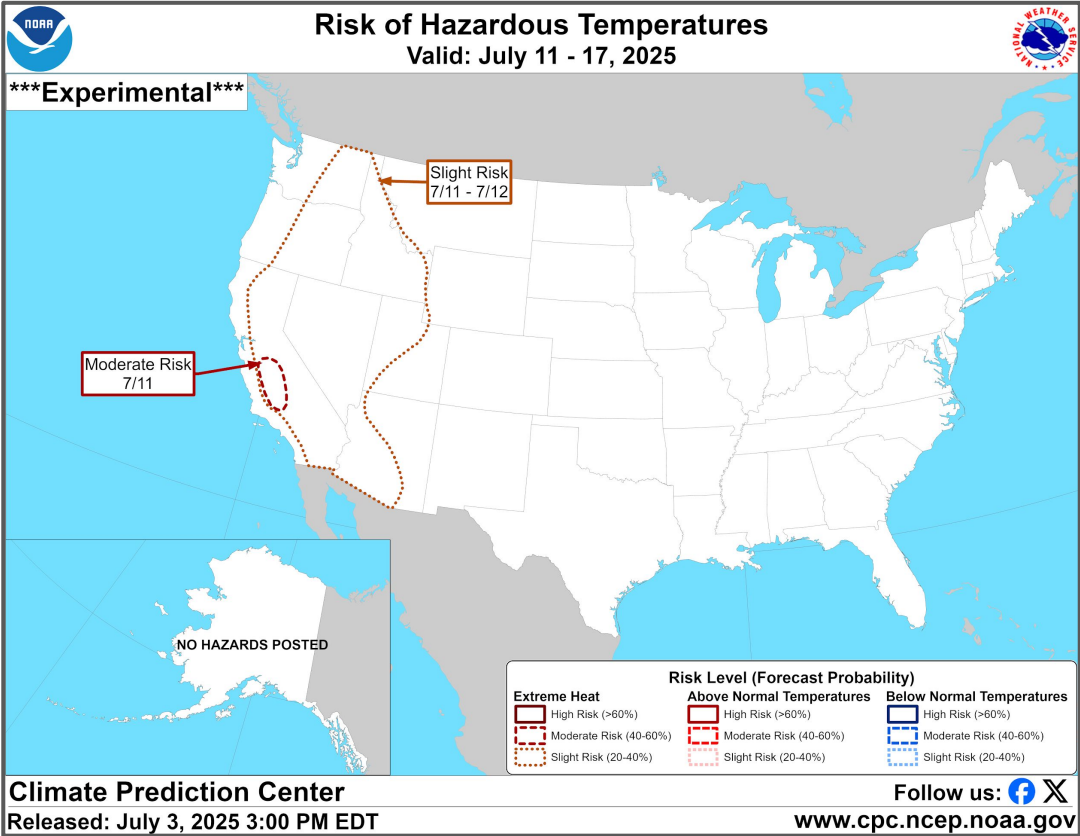 NOAA
Risk of Hazardous Temperatures
Valid: July 11 - 17, 2025
NATIONAL WEATHER SERVICE
***Experimental***
Slight Risk
7/11 - 7/12
Moderate Risk
7/11
NO HAZARDS POSTED
Risk Level (Forecast Probability)
Extreme Heat
High Risk (>60%)
Moderate Risk (40-60%)
Slight Risk (20-40%)
Above Normal Temperatures
High Risk (>60%)
Moderate Risk (40-60%)
Slight Risk (20-40%)
Below Normal Temperatures
High Risk (>60%)
Moderate Risk (40-60%)
Slight Risk (20-40%)
Climate Prediction Center
Follow us:
Released: July 3, 2025 3:00 PM EDT
www.cpc.ncep.noaa.gov